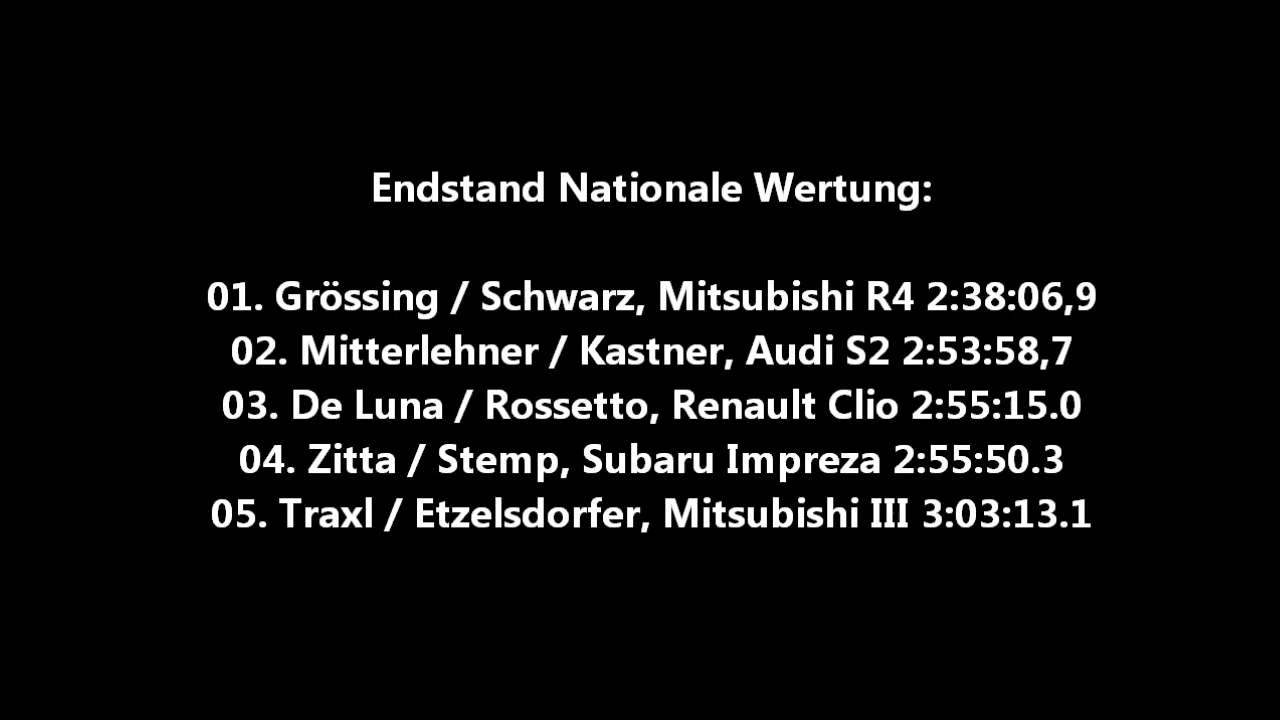 Endstand Nationale Wertung:
01. Grössing / Schwarz, Mitsubishi R4 2:38:06,9
02. Mitterlehner / Kastner, Audi S2 2:53:58,7
03. De Luna / Rossetto, Renault Clio 2:55:15.0
04. Zitta / Stemp, Subaru Impreza 2:55:50.3
05. Traxl / Etzelsdorfer, Mitsubishi III 3:03:13.1